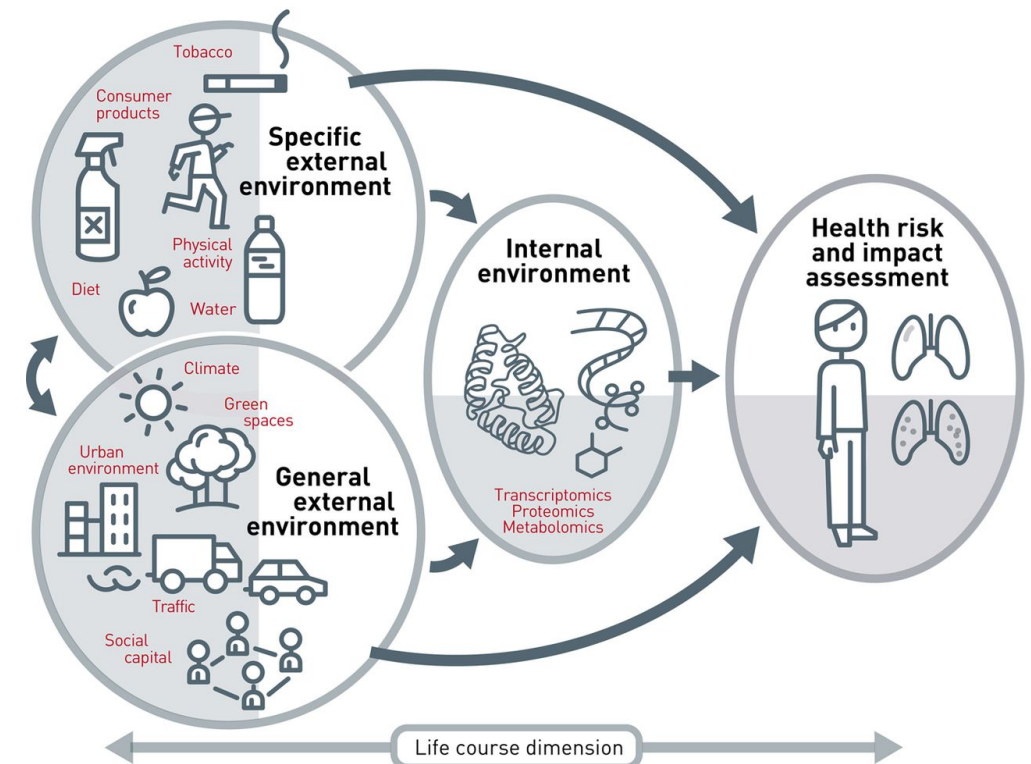 Tobacco
Consumer
products
Specific
external
environment
Physical
activity
Diet
Water
Climate
Green
spaces
Urban
environment
General
external
environment
Traffic
Social
capital
Internal
environment
Transcriptomics
Proteomics
Metabolomics
Health risk
and impact
assessment
Life course dimension